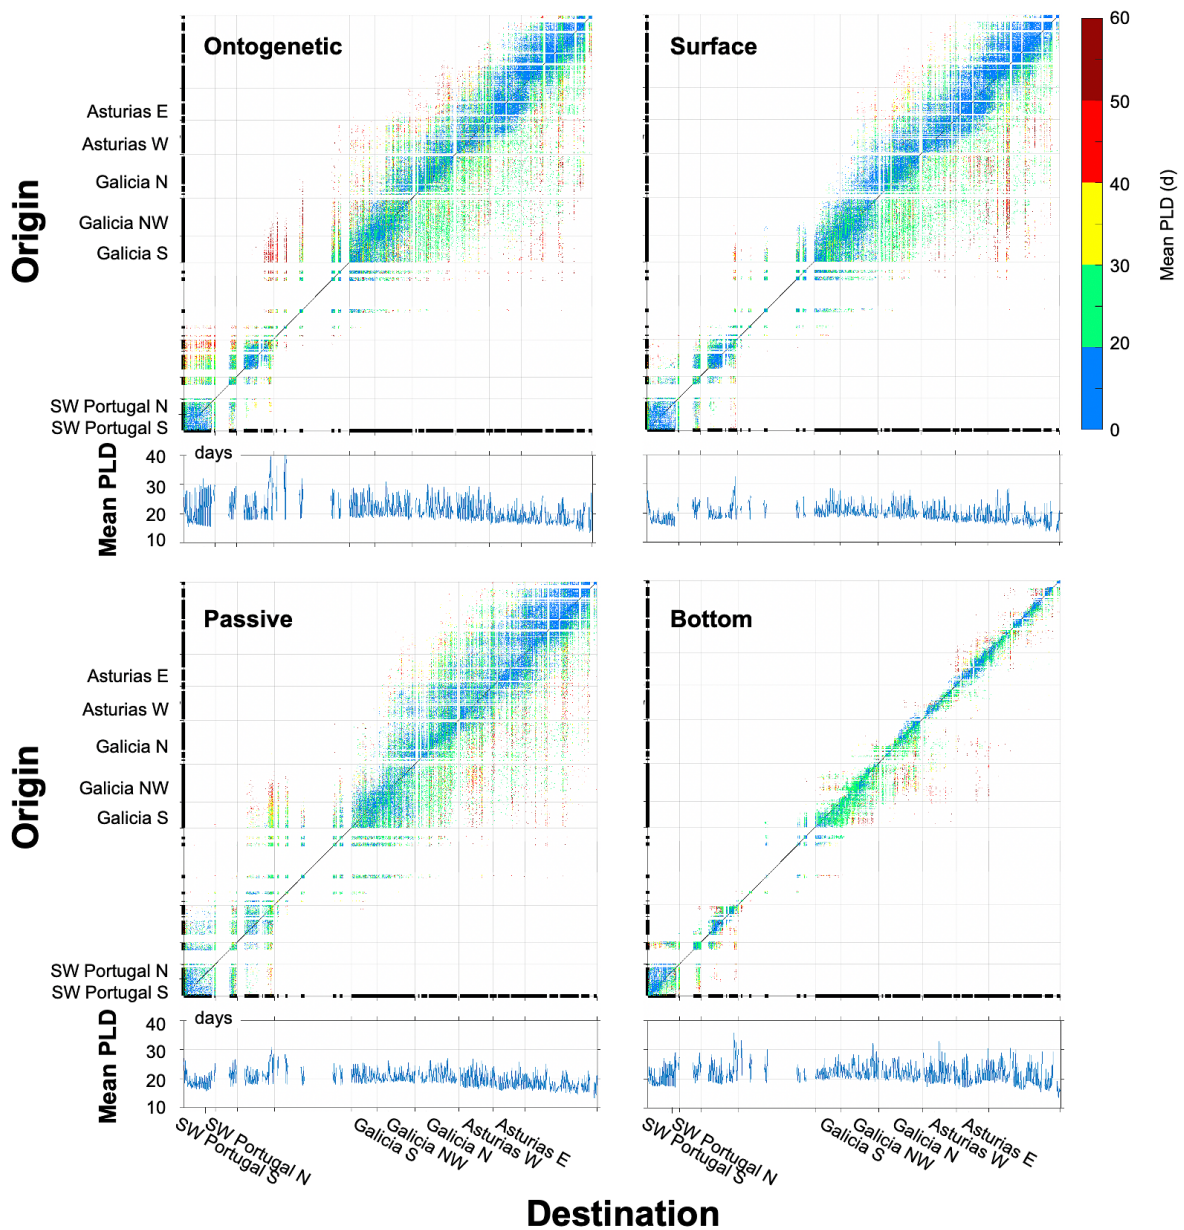 Ontogenetic
Surface
60
50
40
30
20
0
Mean PLD (d)
Origin
Asturias E
Asturias W
Galicia N
Galicia NW
Galicia S
SW Portugal N
SW Portugal S
Mean PLD
days
40
30
20
10
Passive
Bottom
Origin
Asturias E
Asturias W
Galicia N
Galicia NW
Galicia S
SW Portugal N
SW Portugal S
Mean PLD
days
40
30
20
10
SW Portugal S
SW Portugal N
Galicia S
Galicia NW
Galicia N
Asturias W
Asturias E
SW Portugal S
SW Portugal N
Galicia S
Galicia NW
Galicia N
Asturias W
Asturias E
Destination